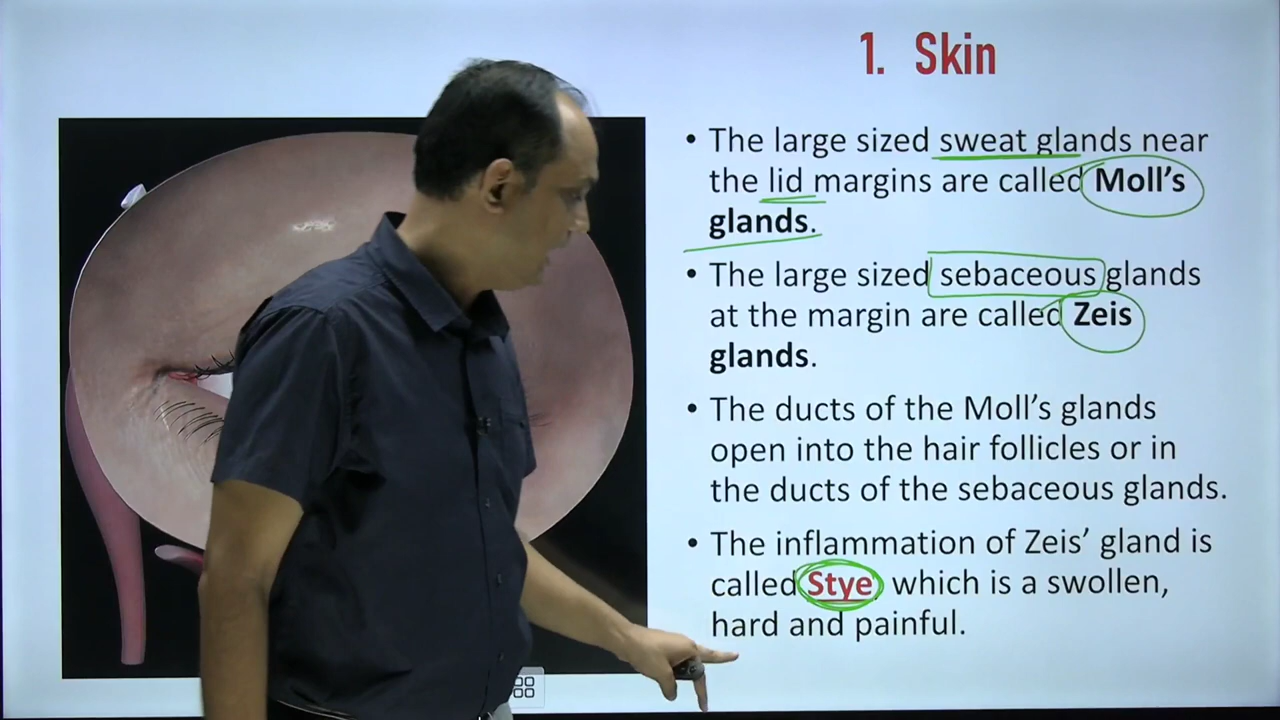 1. Skin
• The large sized sweat glands near
the lid margins are called Moll's
glands.
• The large sized sebaceous glands
at the margin are called Zeis
glands.
• The ducts of the Moll's glands
open into the hair follicles or in
the ducts of the sebaceous glands.
• The inflammation of Zeis' gland is
called Stye, which is a swollen,
hard and painful.